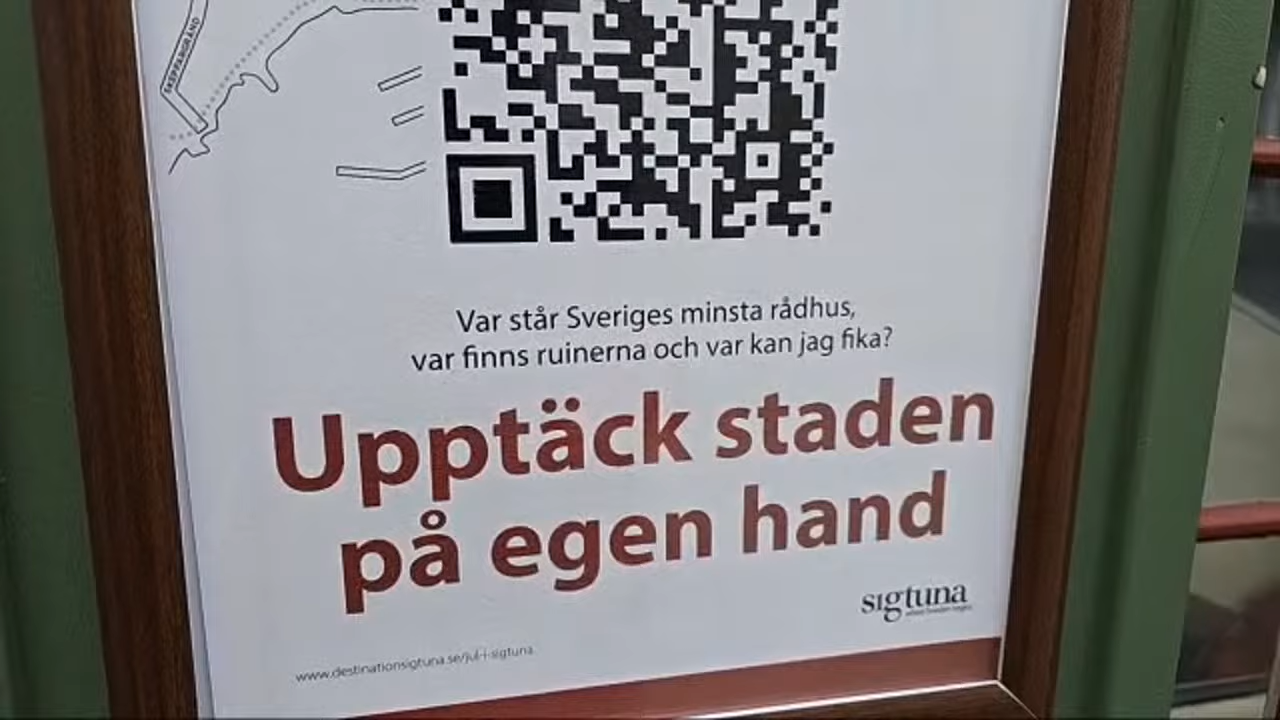 SKEPPARGRÄND
Var står Sveriges minsta rådhus,
var finns ruinerna och var kan jag fika?
Upptäck staden
på egen hand
sigtuna
www.destinationsigtuna.se/jul-i-sigtuna